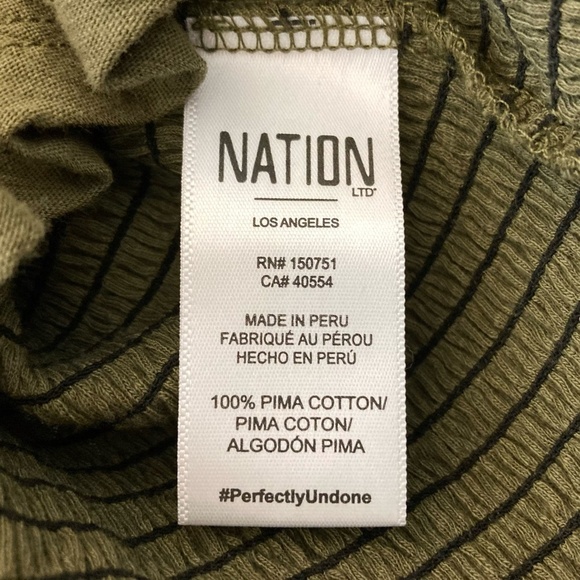 NATION
LTD
LOS ANGELES
RN# 150751
CA# 40554
MADE IN PERU
FABRIQUÉ AU PÉROU
HECHO EN PERÚ
100% PIMA COTTON/
PIMA COTON/
ALGODÓN PIMA
#PerfectlyUndone